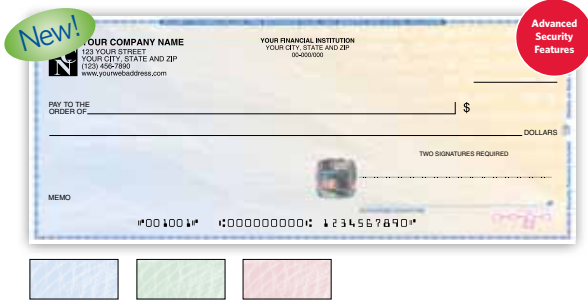 New!
Advanced
Security
Features
YOUR COMPANY NAME
123 YOUR STREET
YOUR CITY, STATE AND ZIP
(123) 456-7890
www.yourwebaddress.com
YOUR FINANCIAL INSTITUTION
YOUR CITY, STATE AND ZIP
00-000/000
PAY TO THE
ORDER OF
$
DOLLARS
TWO SIGNATURES REQUIRED
MEMO
⑈001001⑈ ⑆000000000⑆ 1234567890⑈